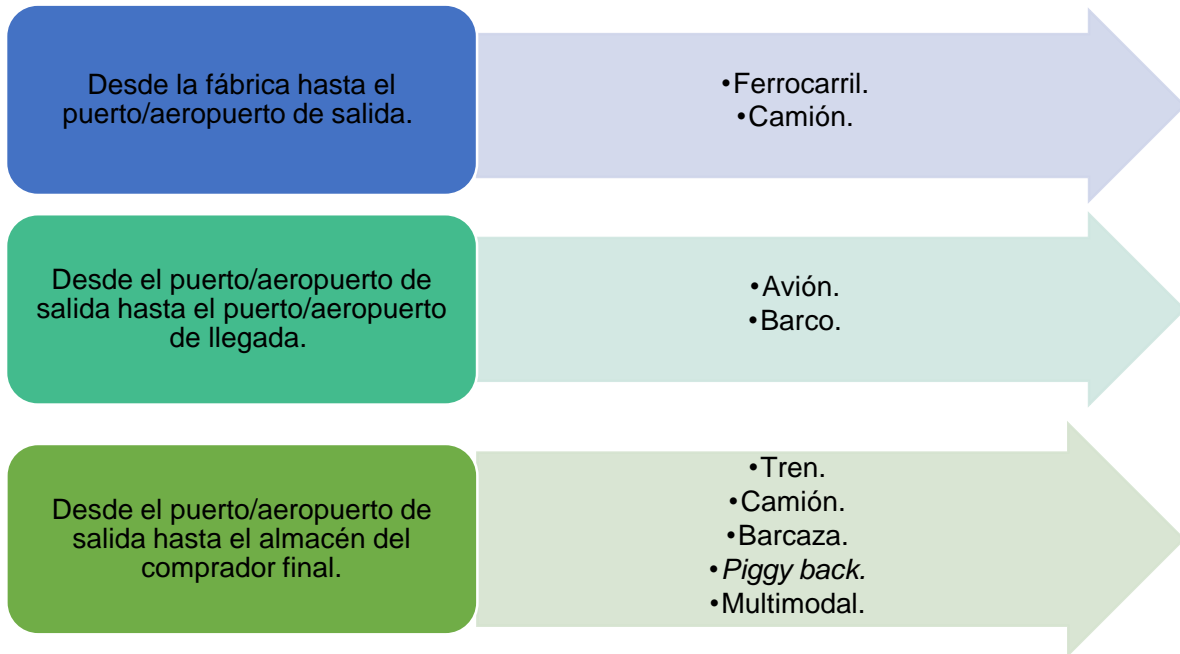 Desde la fábrica hasta el
puerto/aeropuerto de salida.
•Ferrocarril.
•Camión.
Desde el puerto/aeropuerto de
salida hasta el puerto/aeropuerto
de llegada.
•Avión.
•Barco.
Desde el puerto/aeropuerto de
salida hasta el almacén del
comprador final.
•Tren.
•Camión.
•Barcaza.
•Piggy back.
•Multimodal.